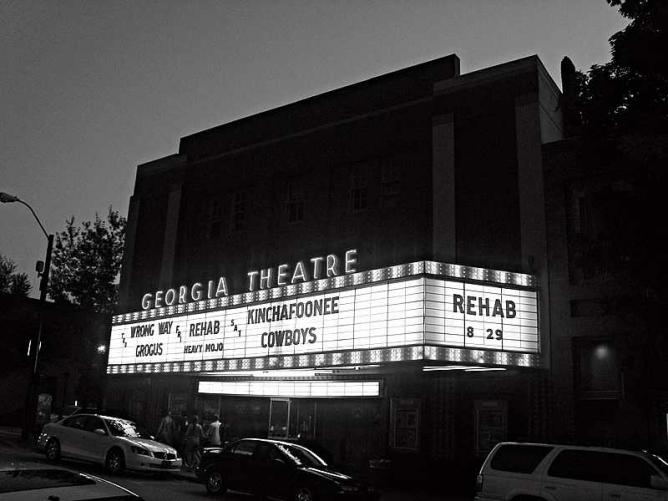 GEORGIA THEATRE
WRONG WAY FR REHAB SAT KINCHAFOONEE
GROGUS HEAVY MOJO COWBOYS
REHAB
8 29